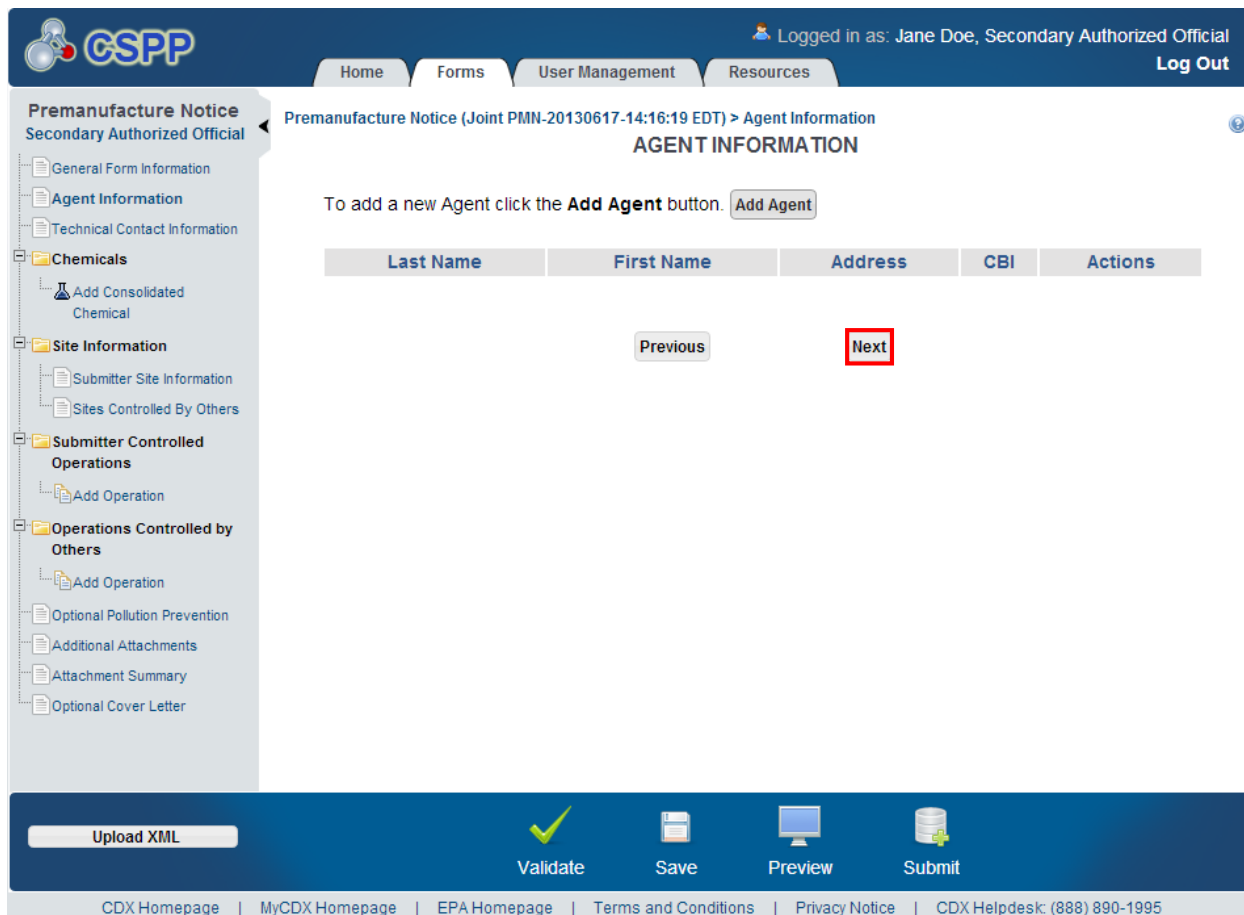 CSPP
Logged in as: Jane Doe, Secondary Authorized Official
Log Out
Home
Forms
User Management
Resources
Premanufacture Notice
Secondary Authorized Official
General Form Information
Agent Information
Technical Contact Information
Chemicals
Add Consolidated
Chemical
Site Information
Submitter Site Information
Sites Controlled By Others
Submitter Controlled
Operations
Add Operation
Operations Controlled by
Others
Add Operation
Optional Pollution Prevention
Additional Attachments
Attachment Summary
Optional Cover Letter
Premanufacture Notice (Joint PMN-20130617-14:16:19 EDT) > Agent Information
?
AGENT INFORMATION
To add a new Agent click the Add Agent button. Add Agent
Last Name First Name Address CBI Actions
Previous Next
Upload XML
Validate Save Preview Submit
CDX Homepage | MyCDX Homepage | EPA Homepage | Terms and Conditions | Privacy Notice | CDX Helpdesk: (888) 890-1995